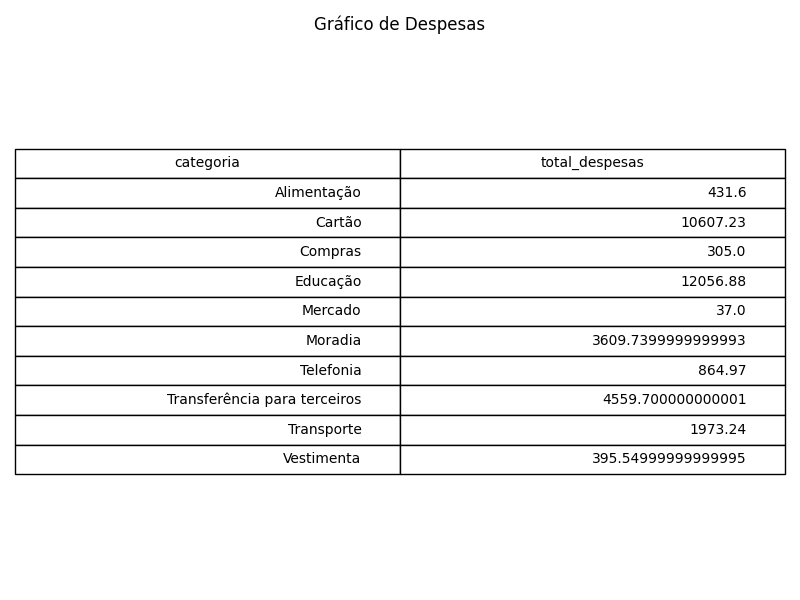 Gráfico de Despesas
categoria total_despesas
Alimentação 431.6
Cartão 10607.23
Compras 305.0
Educação 12056.88
Mercado 37.0
Moradia 3609.7399999999993
Telefonia 864.97
Transferência para terceiros 4559.700000000001
Transporte 1973.24
Vestimenta 395.54999999999995